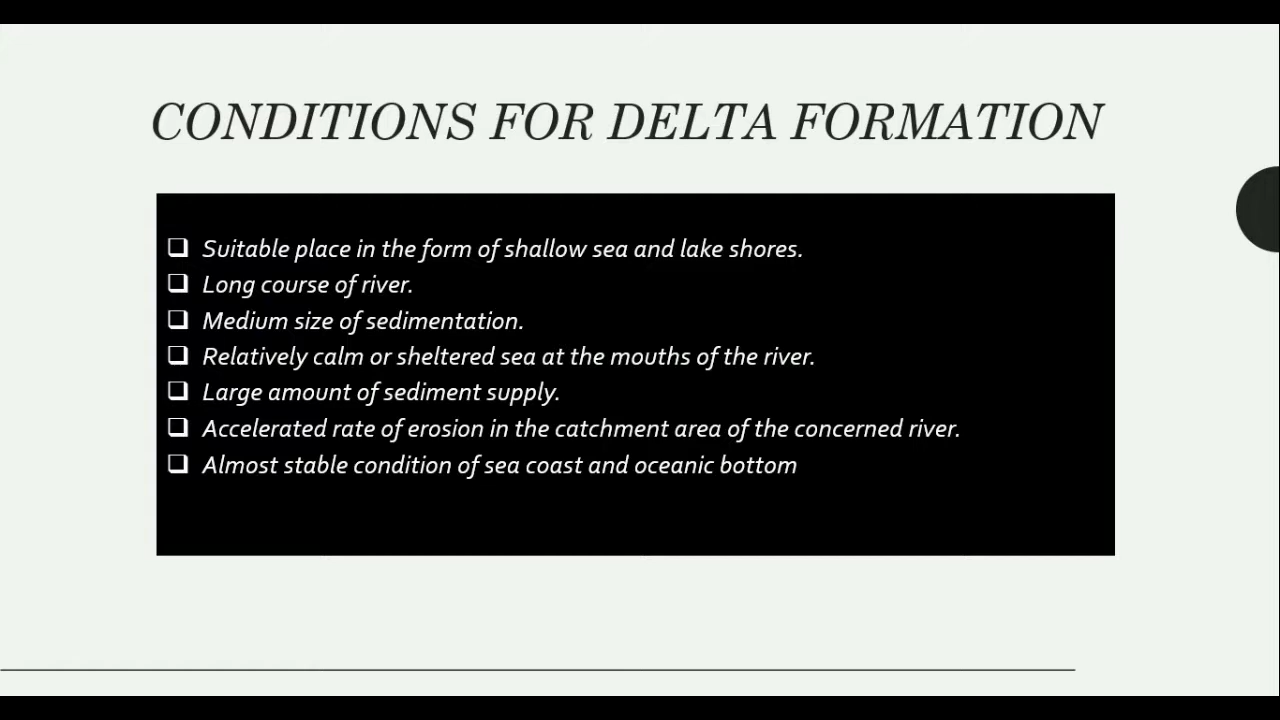 CONDITIONS FOR DELTA FORMATION
Suitable place in the form of shallow sea and lake shores.
Long course of river.
Medium size of sedimentation.
Relatively calm or sheltered sea at the mouths of the river.
Large amount of sediment supply.
Accelerated rate of erosion in the catchment area of the concerned river.
Almost stable condition of sea coast and oceanic bottom